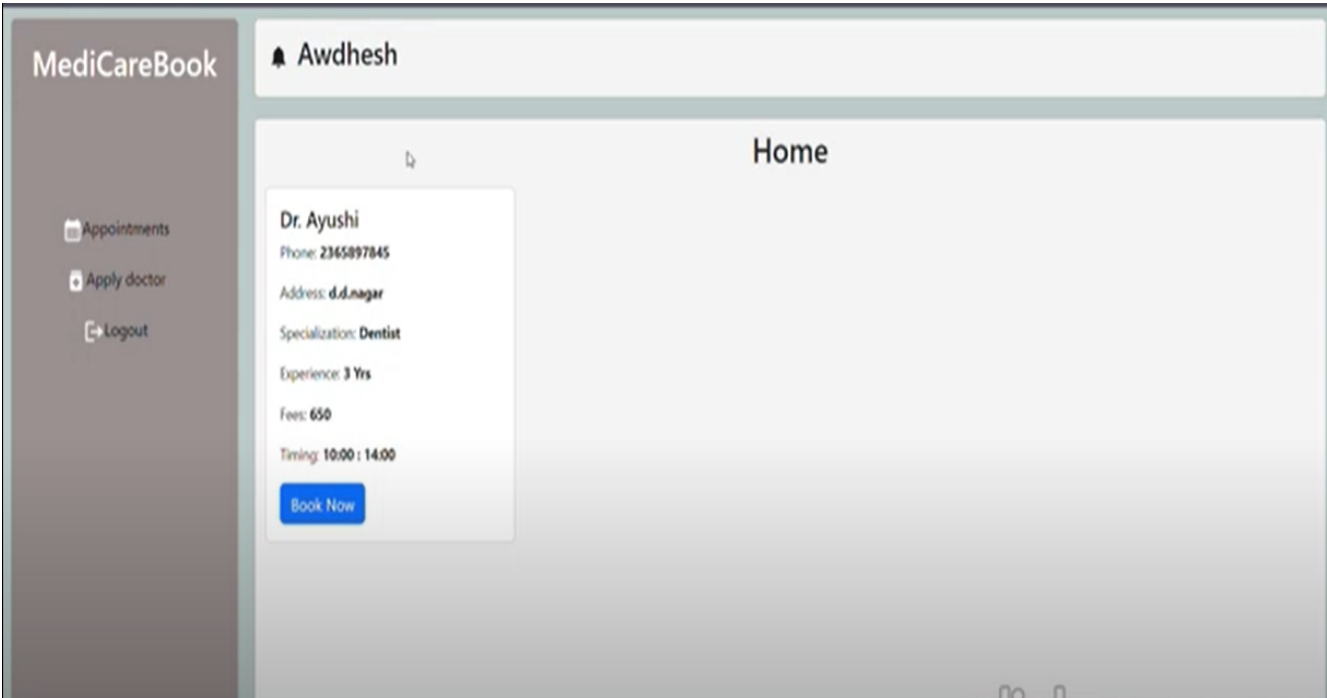 MediCareBook
Appointments
Apply doctor
Logout
Awdhesh
Home
Dr. Ayushi
Phone: 2365897845
Address: d.d.nagar
Specialization: Dentist
Experience: 3 Yrs
Fees: 650
Timing: 10:00 : 14:00
Book Now